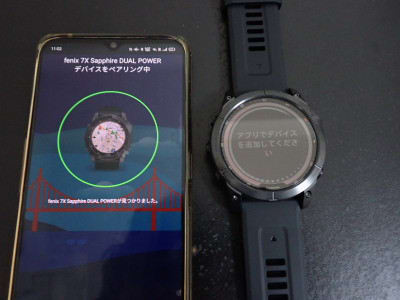 11:02
fenix 7X Sapphire DUAL POWER
デバイスをペアリング中
fenix 7X Sapphire DUAL POWERが見つかりました。
アプリでデバイス
を追加してくださ
い